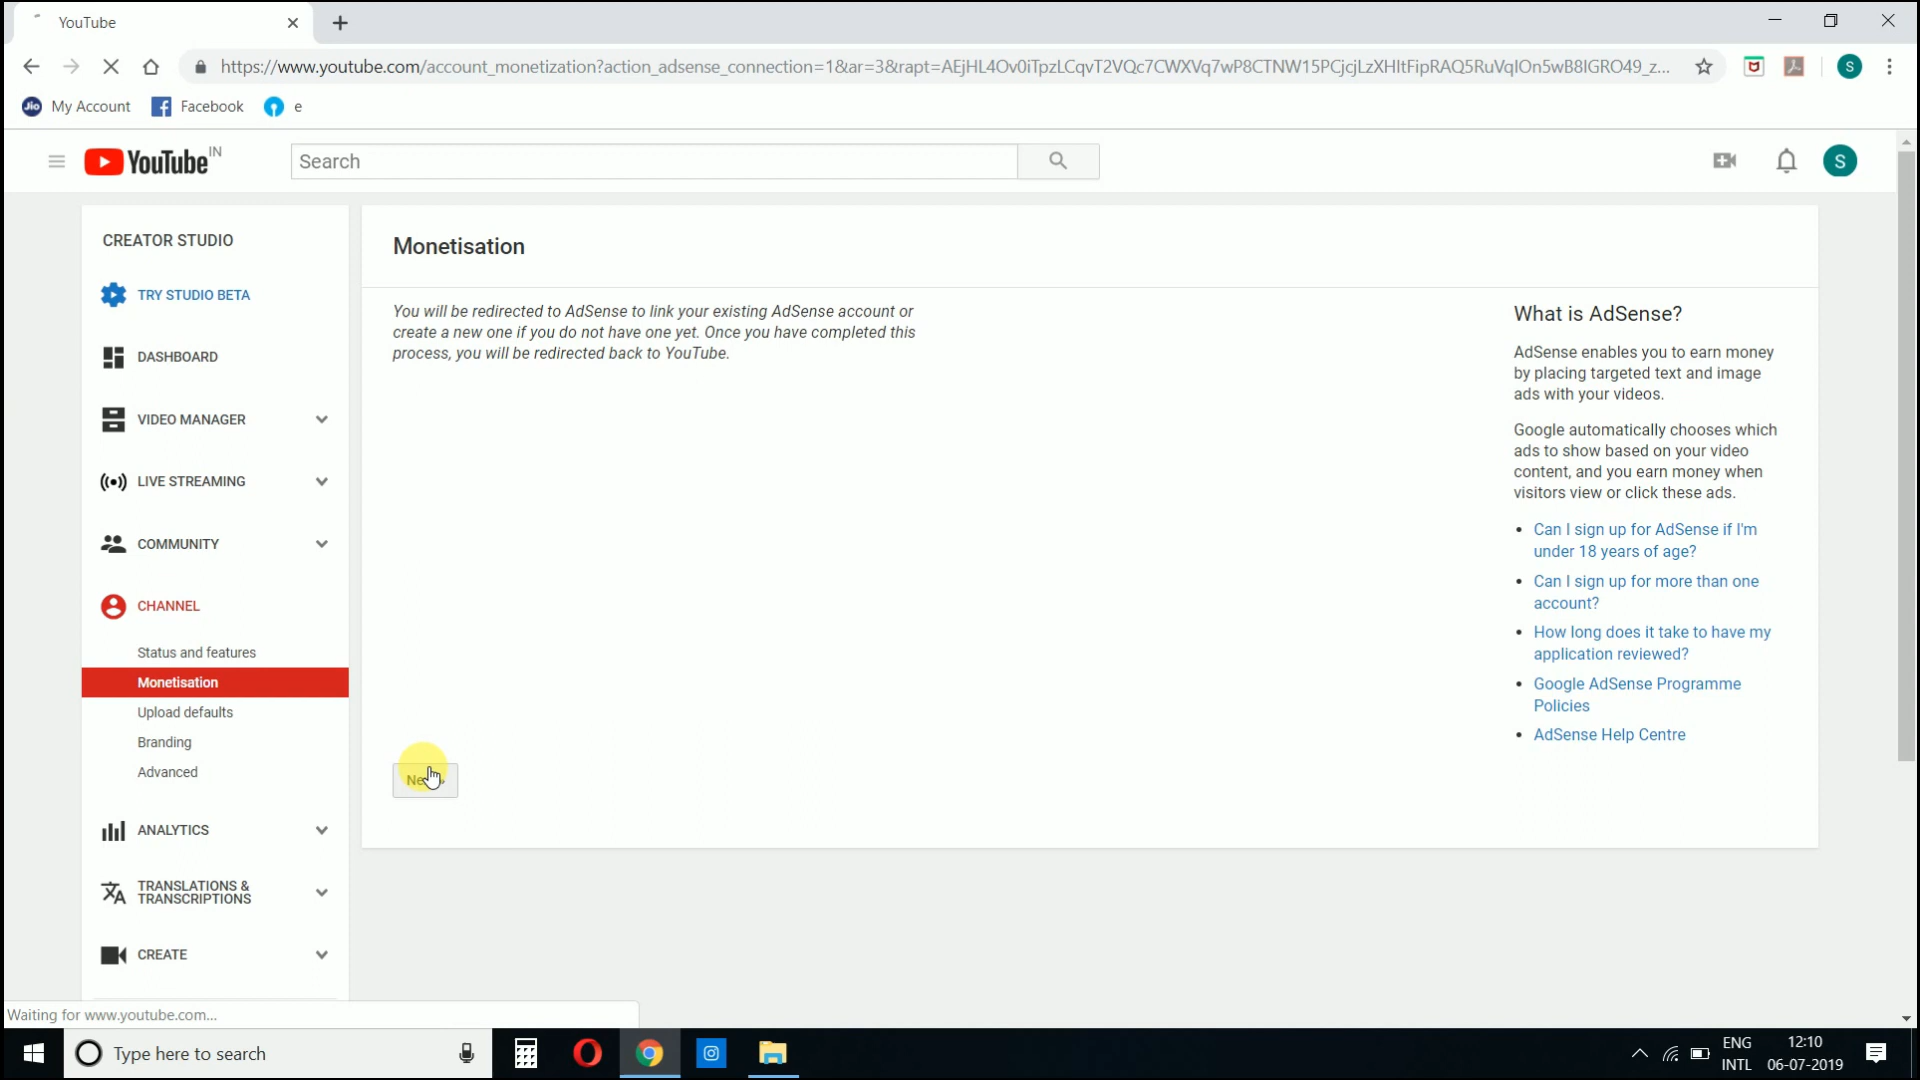 YouTube
https://www.youtube.com/account_monetization?action_adsense_connection=1&ar=3&rapt=AEjHL4Ov0iTpzLCqvT2VQc7CWXVq7wP8CTNW15PCjcjLzXHItFipRAQ5RuVqIOn5wB8IGRO49_z...
S
Jio My Account Facebook e
YouTube IN
Search
S
CREATOR STUDIO
TRY STUDIO BETA
DASHBOARD
VIDEO MANAGER
LIVE STREAMING
COMMUNITY
CHANNEL
Status and features
Monetisation
Upload defaults
Branding
Advanced
ANALYTICS
TRANSLATIONS &
TRANSCRIPTIONS
CREATE
Monetisation
You will be redirected to AdSense to link your existing AdSense account or
create a new one if you do not have one yet. Once you have completed this
process, you will be redirected back to YouTube.
What is AdSense?
AdSense enables you to earn money
by placing targeted text and image
ads with your videos.
Google automatically chooses which
ads to show based on your video
content, and you earn money when
visitors view or click these ads.
• Can I sign up for AdSense if I'm
under 18 years of age?
• Can I sign up for more than one
account?
• How long does it take to have my
application reviewed?
• Google AdSense Programme
Policies
• AdSense Help Centre
Waiting for www.youtube.com...
Type here to search
ENG
INTL
12:10
06-07-2019